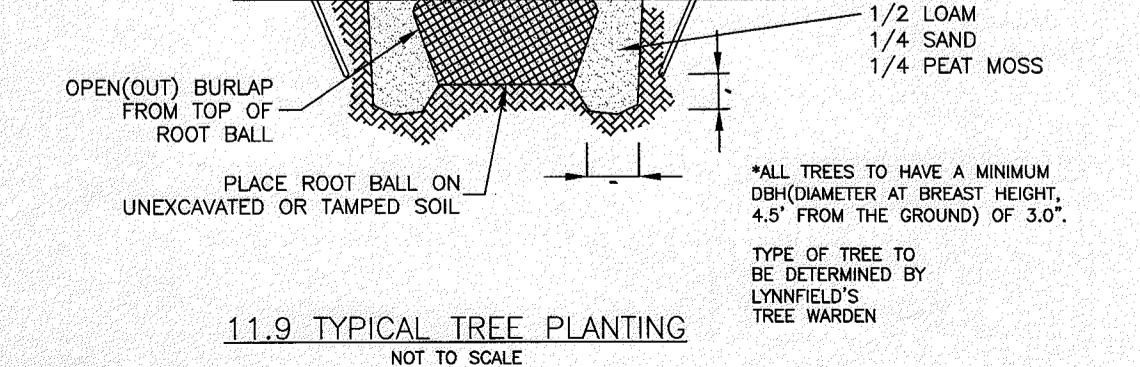 1/2 LOAM
1/4 SAND
1/4 PEAT MOSS
OPEN(OUT) BURLAP
FROM TOP OF
ROOT BALL
PLACE ROOT BALL ON
UNEXCAVATED OR TAMPED SOIL
*ALL TREES TO HAVE A MINIMUM
DBH(DIAMETER AT BREAST HEIGHT,
4.5' FROM THE GROUND) OF 3.0".
TYPE OF TREE TO
BE DETERMINED BY
LYNNFIELD'S
TREE WARDEN
11.9 TYPICAL TREE PLANTING
NOT TO SCALE